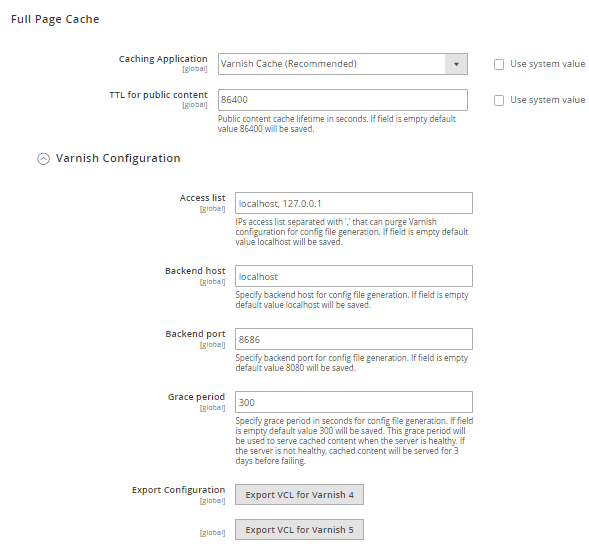 Full Page Cache
Caching Application
[global]
Varnish Cache (Recommended)
Use system value
TTL for public content
[global]
86400
Use system value
Public content cache lifetime in seconds. If field is empty default
value 86400 will be saved.
Varnish Configuration
Access list
[global]
localhost, 127.0.0.1
IPs access list separated with ',' that can purge Varnish
configuration for config file generation. If field is empty default
value localhost will be saved.
Backend host
[global]
localhost
Specify backend host for config file generation. If field is empty
default value localhost will be saved.
Backend port
[global]
8686
Specify backend port for config file generation. If field is empty
default value 8080 will be saved.
Grace period
[global]
300
Specify grace period in seconds for config file generation. If field
is empty default value 300 will be saved. This grace period will
be used to serve cached content when the server is healthy. If
the server is not healthy, cached content will be served for 3
days before failing.
Export Configuration
[global]
Export VCL for Varnish 4
[global]
Export VCL for Varnish 5